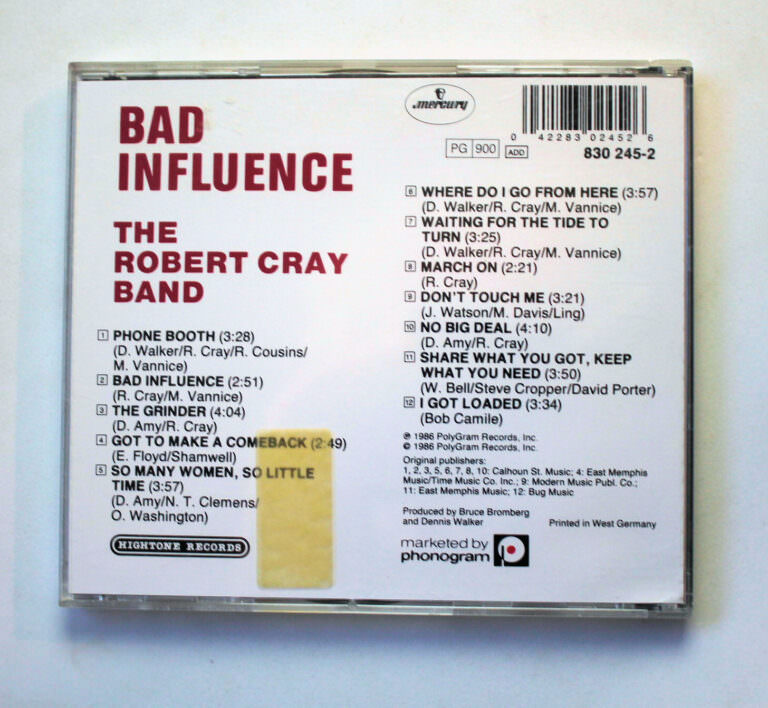 BAD
INFLUENCE
THE
ROBERT CRAY
BAND
1 PHONE BOOTH (3:28)
(D. Walker/R. Cray/R. Cousins/
M. Vannice)
2 BAD INFLUENCE (2:51)
(R. Cray/M. Vannice)
3 THE GRINDER (4:04)
(D. Amy/R. Cray)
4 GOT TO MAKE A COMEBACK (2:49)
(E. Floyd/Shamwell)
5 SO MANY WOMEN, SO LITTLE
TIME (3:57)
(D. Amy/N. T. Clemens/
O. Washington)
HIGHTONE RECORDS
mercury
0 42283 02452 6
PG 900 ADD
830 245-2
6 WHERE DO I GO FROM HERE (3:57)
(D. Walker/R. Cray/M. Vannice)
7 WAITING FOR THE TIDE TO
TURN (3:25)
(D. Walker/R. Cray/M. Vannice)
8 MARCH ON (2:21)
(R. Cray)
9 DON'T TOUCH ME (3:21)
(J. Watson/M. Davis/Ling)
10 NO BIG DEAL (4:10)
(D. Amy/R. Cray)
11 SHARE WHAT YOU GOT, KEEP
WHAT YOU NEED (3:50)
(W. Bell/Steve Cropper/David Porter)
12 I GOT LOADED (3:34)
(Bob Camile)
℗ 1986 PolyGram Records, Inc.
© 1986 PolyGram Records, Inc.
Original publishers:
1, 2, 3, 5, 6, 7, 8, 10: Calhoun St. Music; 4: East Memphis
Music/Time Music Co. Inc.; 9: Modern Music Publ. Co.;
11: East Memphis Music; 12: Bug Music
Produced by Bruce Bromberg
and Dennis Walker
Printed in West Germany
marketed by
phonogram